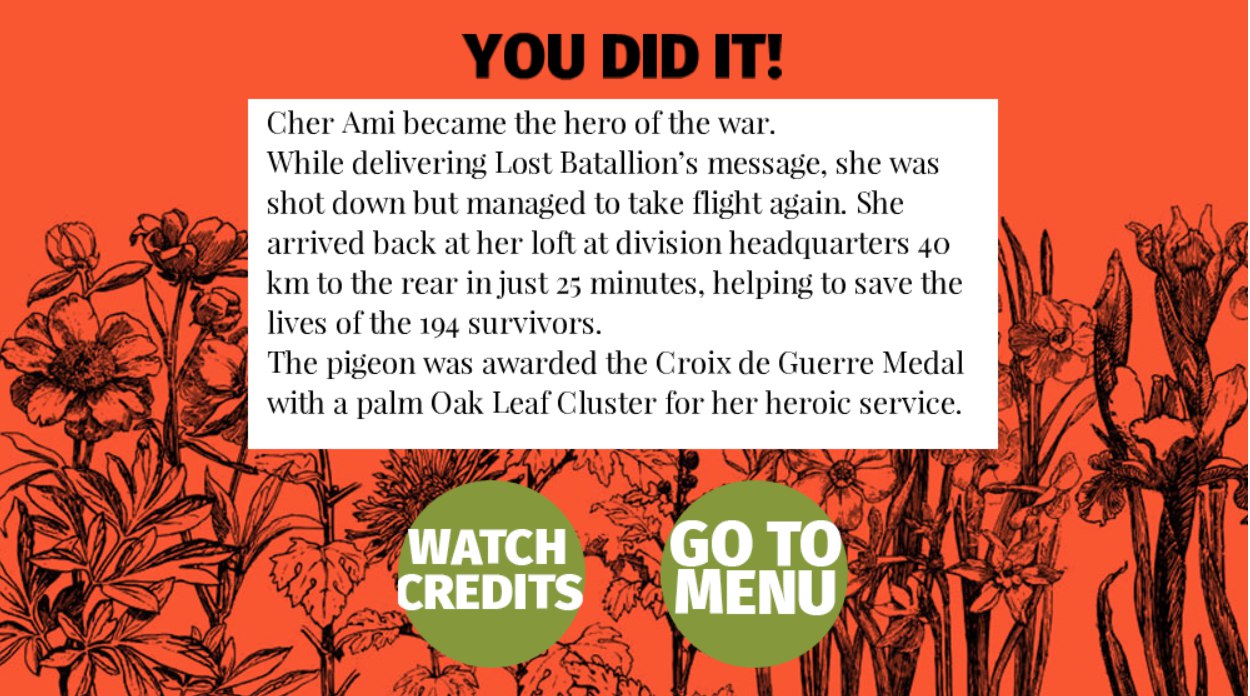 YOU DID IT!
Cher Ami became the hero of the war.
While delivering Lost Batallion’s message, she was
shot down but managed to take flight again. She
arrived back at her loft at division headquarters 40
km to the rear in just 25 minutes, helping to save the
lives of the 194 survivors.
The pigeon was awarded the Croix de Guerre Medal
with a palm Oak Leaf Cluster for her heroic service.
WATCH
CREDITS
GO TO
MENU